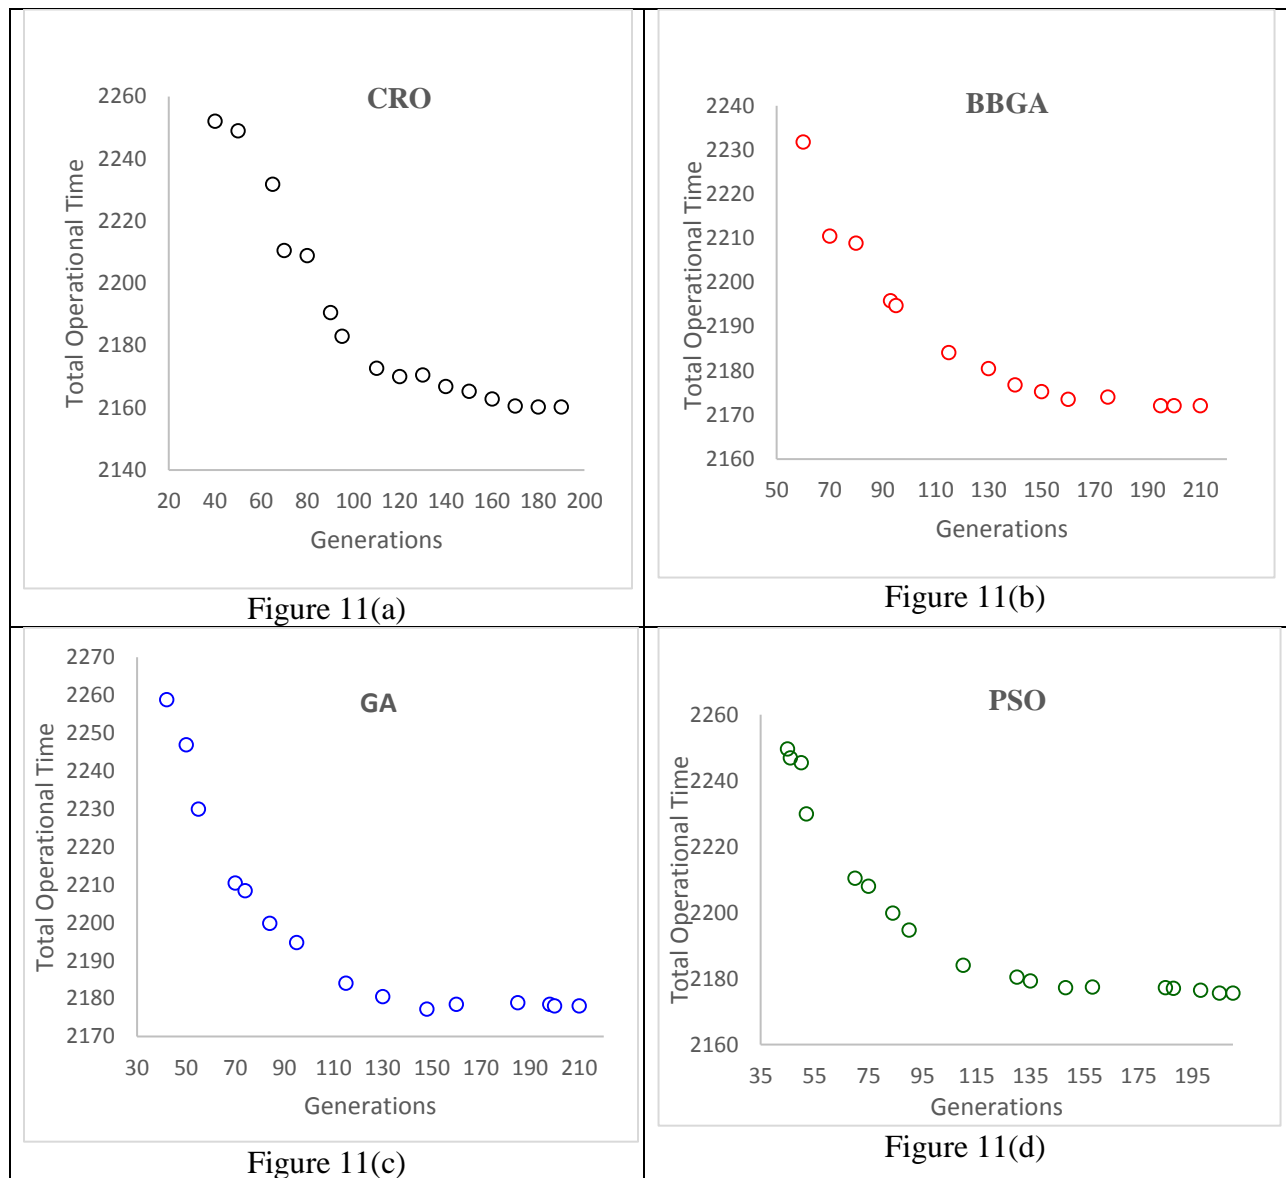 CRO
Total Operational Time
2260
2240
2220
2200
2180
2160
2140
20 40 60 80 100 120 140 160 180 200
Generations
Figure 11(a)
BBGA
Total Operational Time
2240
2230
2220
2210
2200
2190
2180
2170
2160
50 70 90 110 130 150 170 190 210
Generations
Figure 11(b)
GA
Total Operational Time
2270
2260
2250
2240
2230
2220
2210
2200
2190
2180
2170
30 50 70 90 110 130 150 170 190 210
Generations
Figure 11(c)
PSO
Total Operational Time
2260
2240
2220
2200
2180
2160
35 55 75 95 115 135 155 175 195
Generations
Figure 11(d)